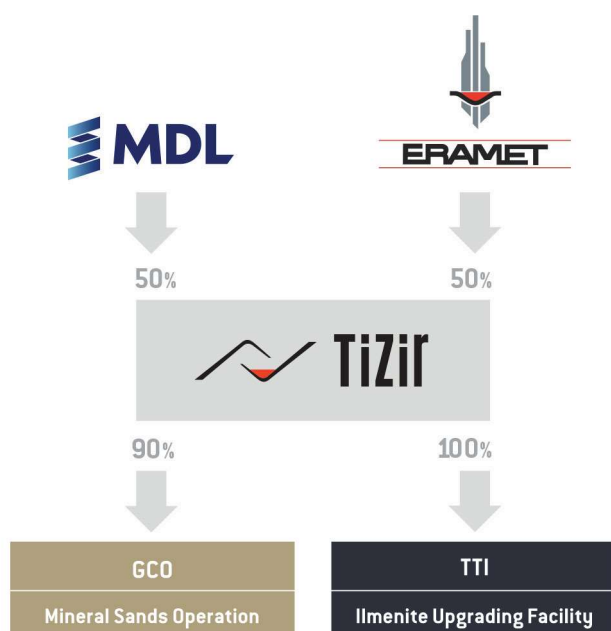 MDL
ERAMET
50% 50%
TiZir
90% 100%
GCO
Mineral Sands Operation
TTI
Ilmenite Upgrading Facility